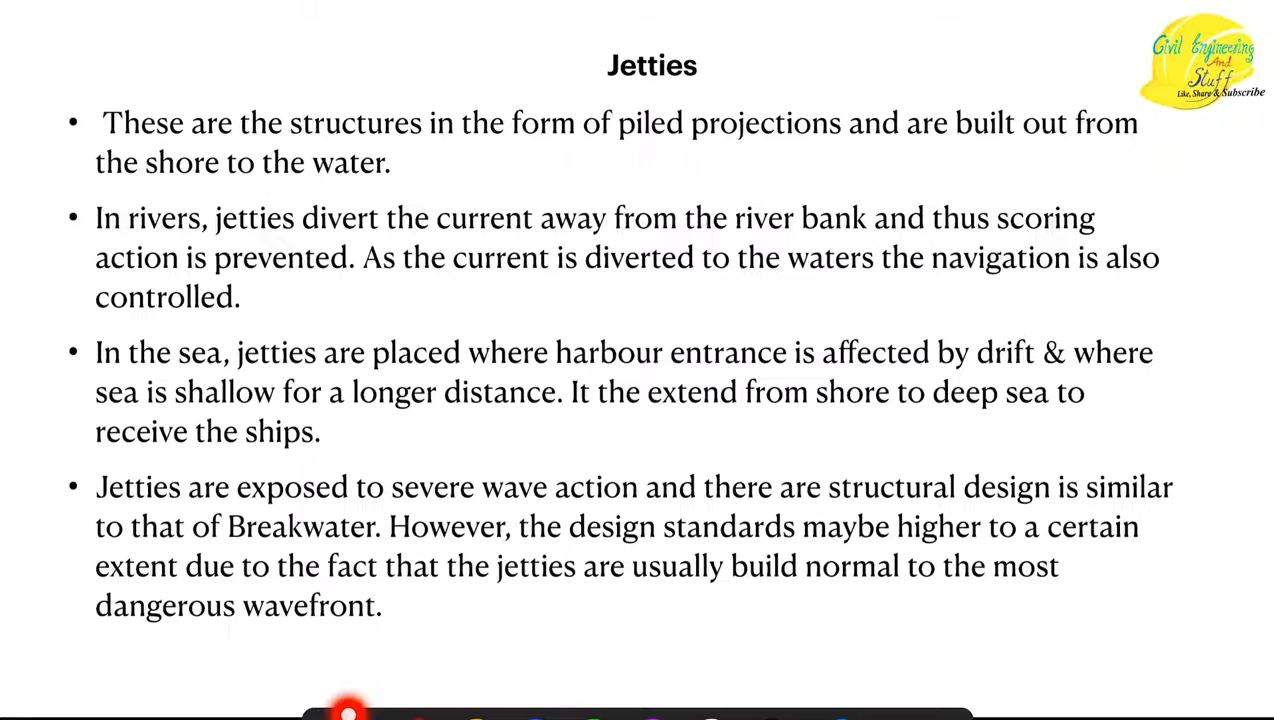 Civil Engineering
And
Stuff
Like, Share & Subscribe
Jetties
• These are the structures in the form of piled projections and are built out from
the shore to the water.
• In rivers, jetties divert the current away from the river bank and thus scoring
action is prevented. As the current is diverted to the waters the navigation is also
controlled.
• In the sea, jetties are placed where harbour entrance is affected by drift & where
sea is shallow for a longer distance. It the extend from shore to deep sea to
receive the ships.
• Jetties are exposed to severe wave action and there are structural design is similar
to that of Breakwater. However, the design standards maybe higher to a certain
extent due to the fact that the jetties are usually build normal to the most
dangerous wavefront.